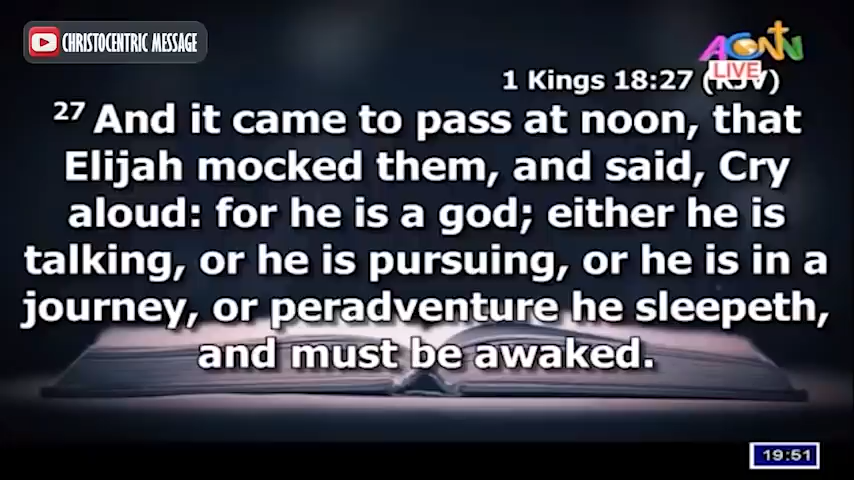 CHRISTOCENTRIC MESSAGE
ACNN
LIVE
1 Kings 18:27 (KJV)
27 And it came to pass at noon, that
Elijah mocked them, and said, Cry
aloud: for he is a god; either he is
talking, or he is pursuing, or he is in a
journey, or peradventure he sleepeth,
and must be awaked.
19:51